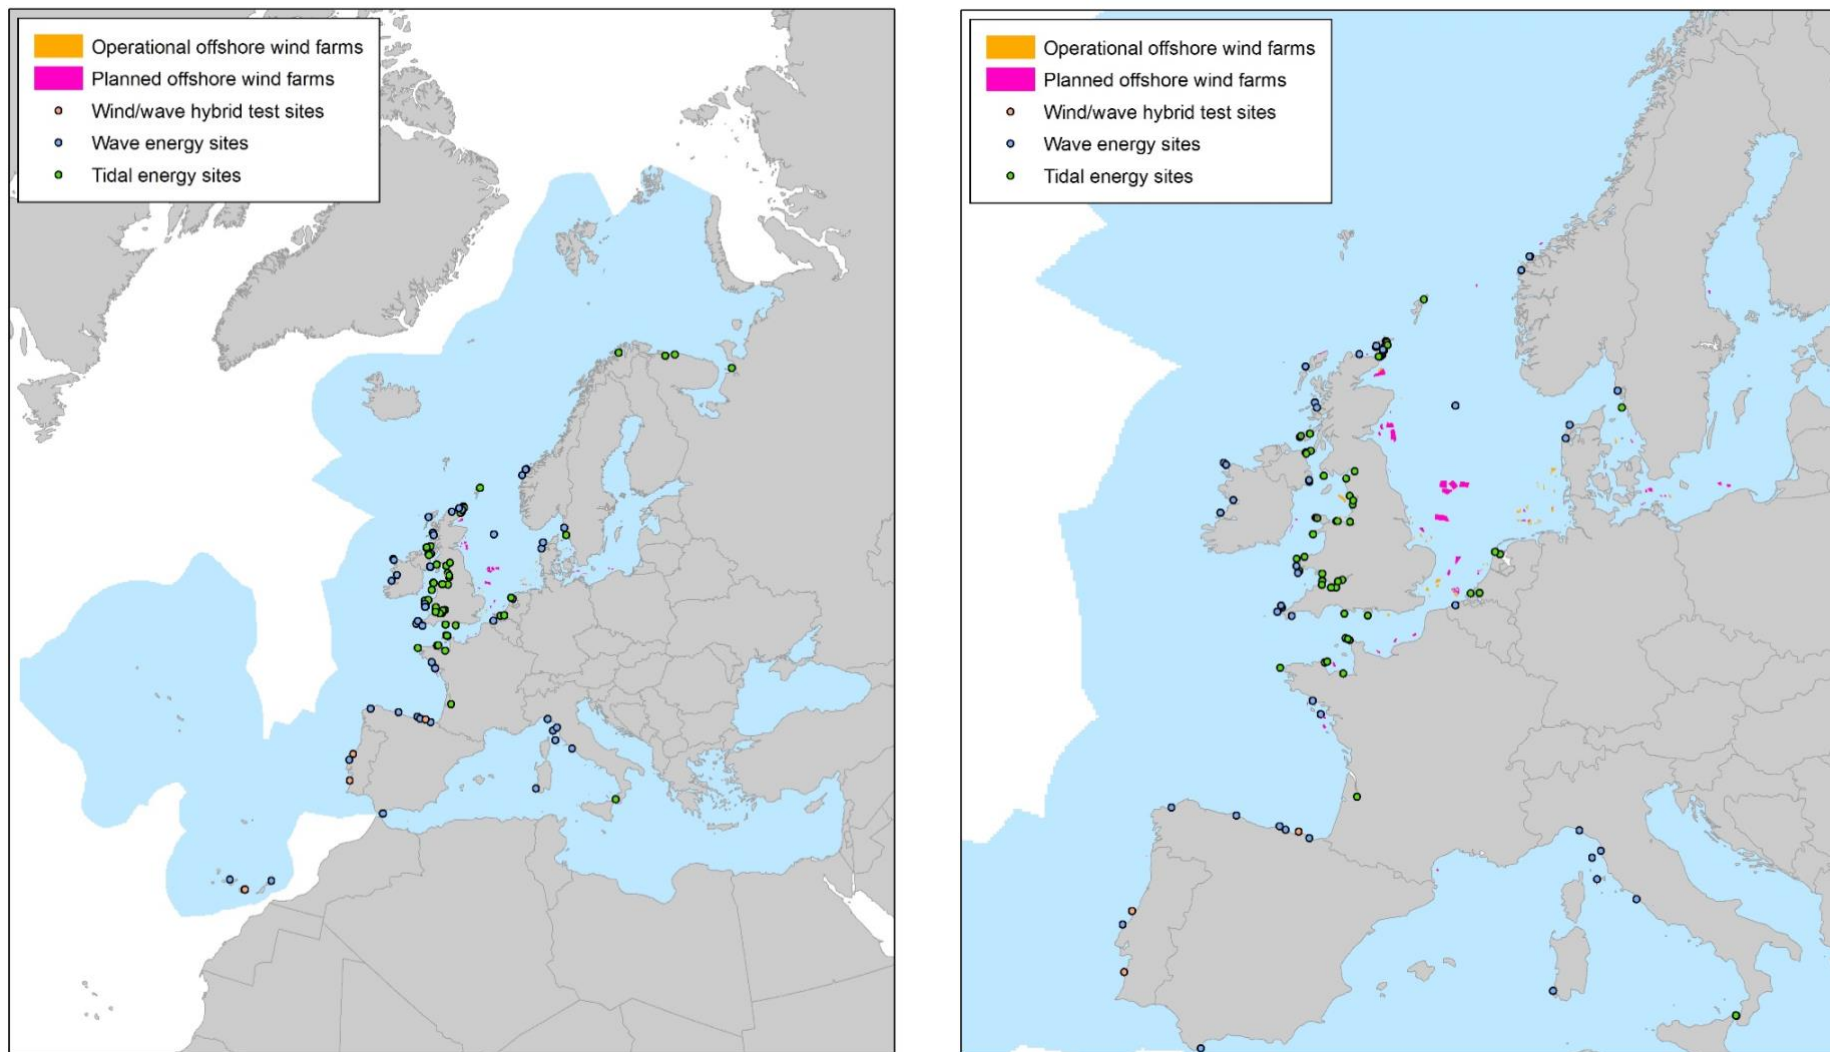 Operational offshore wind farms
Planned offshore wind farms
Wind/wave hybrid test sites
Wave energy sites
Tidal energy sites
Operational offshore wind farms
Planned offshore wind farms
Wind/wave hybrid test sites
Wave energy sites
Tidal energy sites